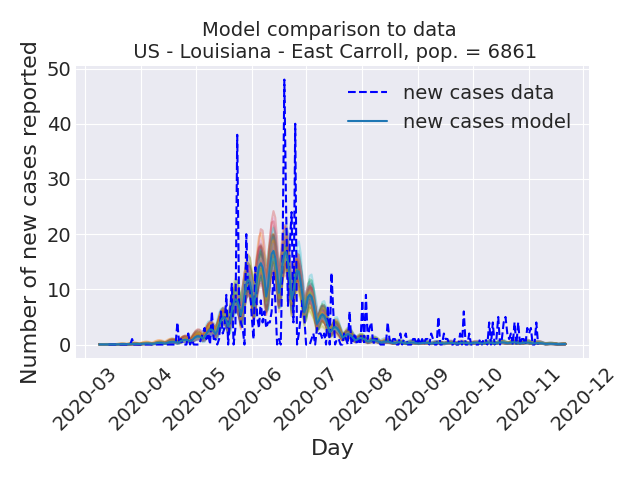 Model comparison to data
US - Louisiana - East Carroll, pop. = 6861
Number of new cases reported
50
40
30
20
10
0
new cases data
new cases model
2020-03
2020-04
2020-05
2020-06
2020-07
2020-08
2020-09
2020-10
2020-11
2020-12
Day